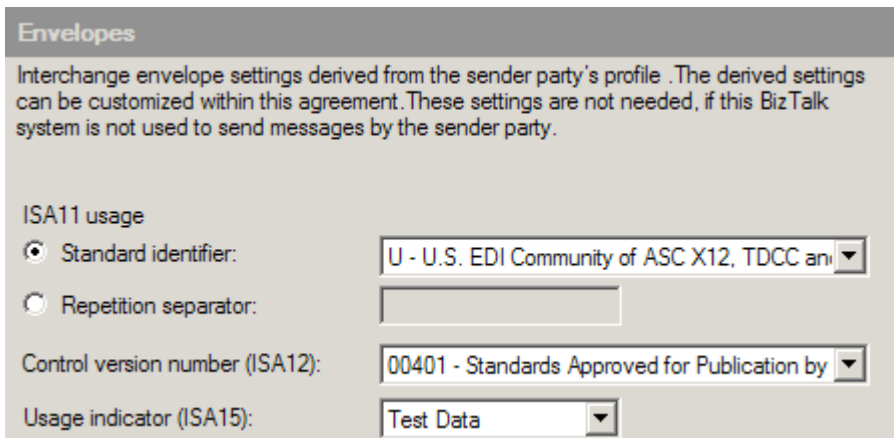 Envelopes
Interchange envelope settings derived from the sender party's profile .The derived settings
can be customized within this agreement.These settings are not needed, if this BizTalk
system is not used to send messages by the sender party.
ISA11 usage
Standard identifier: U - U.S. EDI Community of ASC X12, TDCC an
Repetition separator:
Control version number (ISA12): 00401 - Standards Approved for Publication by
Usage indicator (ISA15): Test Data